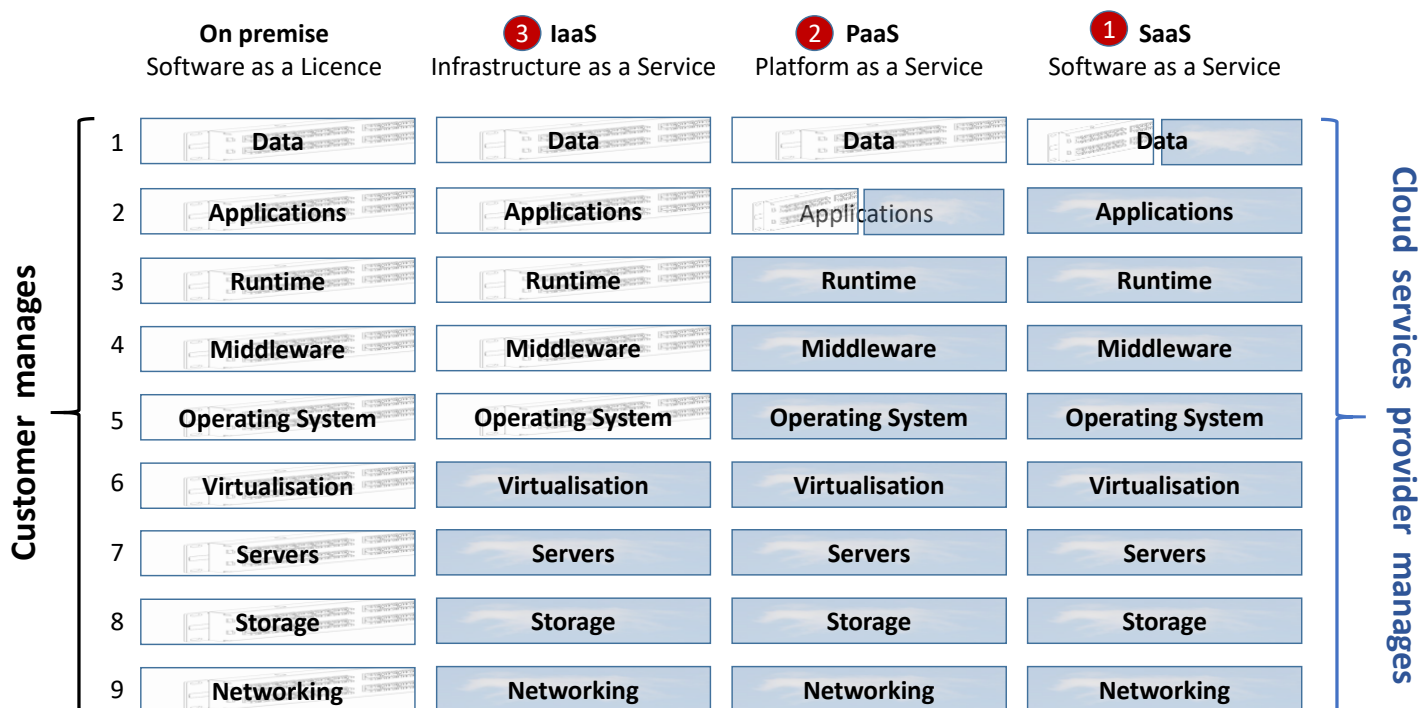 On premise
Software as a Licence
3 IaaS
Infrastructure as a Service
2 PaaS
Platform as a Service
1 SaaS
Software as a Service
Customer manages
1 Data Data Data Data
2 Applications Applications Applications Applications
3 Runtime Runtime Runtime Runtime
4 Middleware Middleware Middleware Middleware
5 Operating System Operating System Operating System Operating System
6 Virtualisation Virtualisation Virtualisation Virtualisation
7 Servers Servers Servers Servers
8 Storage Storage Storage Storage
9 Networking Networking Networking Networking
Cloud services provider manages